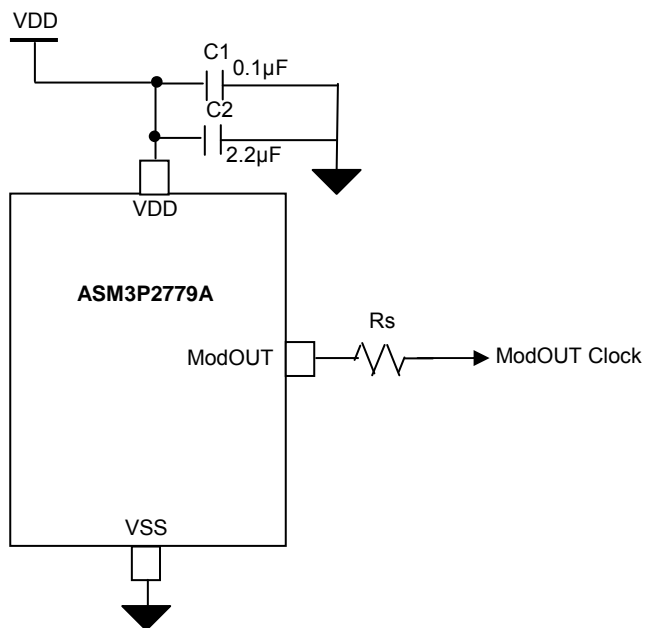 VDD
C1
0.1µF
C2
2.2µF
VDD
ASM3P2779A
Rs
ModOUT
ModOUT Clock
VSS